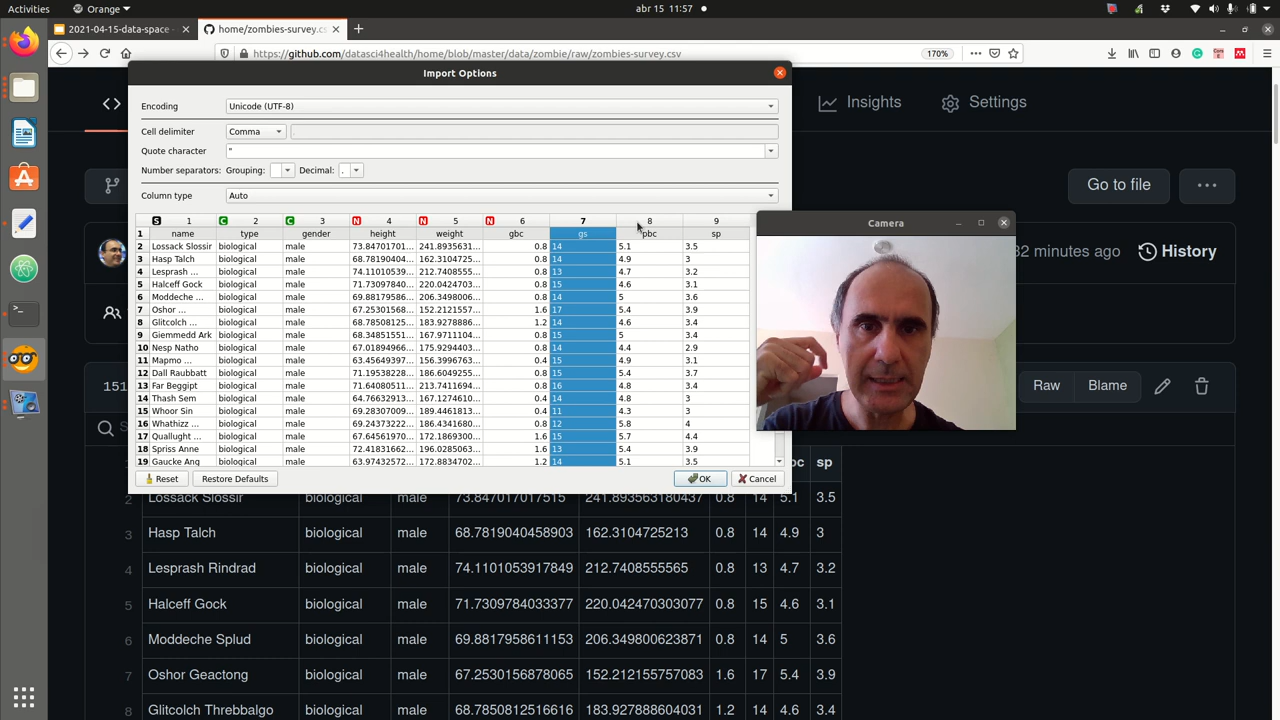 Activities Orange abr 15 11:57
2021-04-15-data-space home/zombies-survey.csv
https://github.com/datasci4health/home/blob/master/data/zombie/raw/zombies-survey.csv 170%
Import Options
Encoding Unicode (UTF-8)
Cell delimiter Comma
Quote character "
Number separators: Grouping: Decimal: .
Column type Auto
S 1 C 2 C 3 N 4 N 5 N 6 7 8 9
1 name type gender height weight gbc gs pbc sp
2 Lossack Slossir biological male 73.84701701... 241.8935631... 0.8 14 5.1 3.5
3 Hasp Talch biological male 68.78190404... 162.3104725... 0.8 14 4.9 3
4 Lesprash ... biological male 74.11010539... 212.7408555... 0.8 13 4.7 3.2
5 Halceff Gock biological male 71.73097840... 220.0424703... 0.8 15 4.6 3.1
6 Moddeche ... biological male 69.88179586... 206.3498006... 0.8 14 5 3.6
7 Oshor ... biological male 67.25301568... 152.2121557... 1.6 17 5.4 3.9
8 Glitcolch ... biological male 68.78508125... 183.9278886... 1.2 14 4.6 3.4
9 Giemmedd Ark biological male 68.34851551... 167.9711104... 0.8 15 5 3.4
10 Nesp Natho biological male 67.01894966... 175.9294403... 0.8 14 4.4 2.9
11 Mapmo ... biological male 63.45649397... 156.3996763... 0.4 15 4.9 3.1
12 Dall Raubbatt biological male 71.19538228... 186.6049255... 0.8 15 5.4 3.7
13 Far Beggipt biological male 71.64080511... 213.7411694... 0.8 16 4.8 3.4
14 Thash Sem biological male 64.76632913... 167.1274610... 0.4 14 4.8 3
15 Whoor Sin biological male 69.28307009... 189.4461813... 0.4 11 4.3 3
16 Whathizz ... biological male 69.24373222... 186.4341680... 0.8 12 5.8 4
17 Quallught ... biological male 67.64561970... 172.1869300... 1.6 15 5.7 4.4
18 Spriss Anne biological male 72.41831662... 196.0285063... 1.2 13 5.4 3.9
19 Gaucke Ang biological male 63.97432572... 172.8834702... 1.2 14 5.1 3.5
Reset Restore Defaults OK Cancel
Camera
<> Insights Settings
Go to file ...
32 minutes ago History
151
Raw Blame
sp
2 Lossack Slossir biological male 73.847017017515 241.893563180437 0.8 14 5.1 3.5
3 Hasp Talch biological male 68.7819040458903 162.3104725213 0.8 14 4.9 3
4 Lesprash Rindrad biological male 74.1101053917849 212.7408555565 0.8 13 4.7 3.2
5 Halceff Gock biological male 71.7309784033377 220.042470303077 0.8 15 4.6 3.1
6 Moddeche Splud biological male 69.8817958611153 206.349800623871 0.8 14 5 3.6
7 Oshor Geactong biological male 67.2530156878065 152.212155757083 1.6 17 5.4 3.9
8 Glitcolch Threbbalgo biological male 68.7850812516616 183.927888604031 1.2 14 4.6 3.4